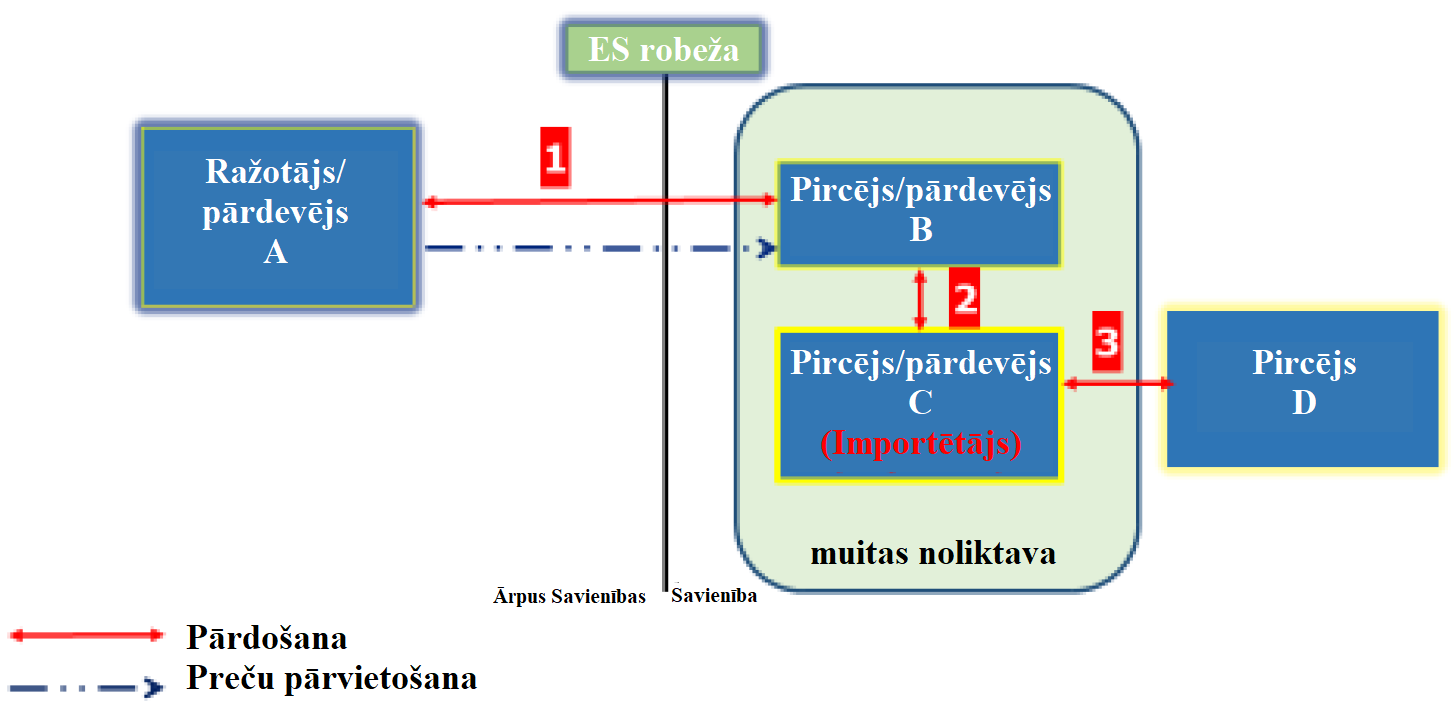 ES robeža
Ražotājs/
pārdevējs
A
1
Pircējs/pārdevējs
B
2
Pircējs/pārdevējs
C
(Importētājs)
3
Pircējs
D
muitas noliktava
Ārpus Savienības
Savienība
Pārdošana
Preču pārvietošana